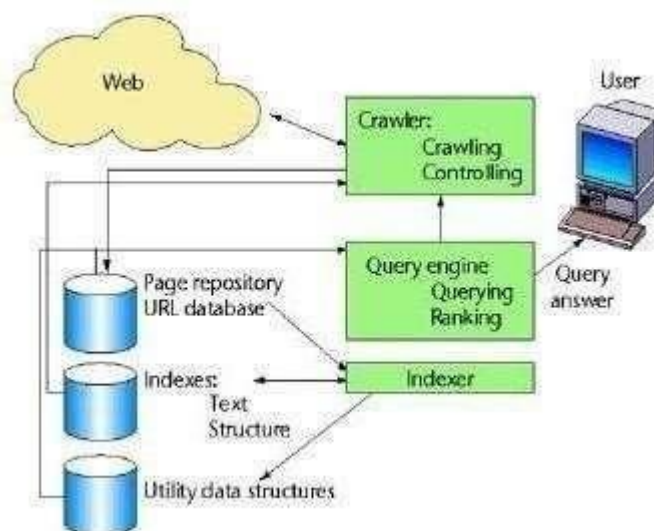 Web
User
Crawler:
Crawling
Controlling
Query engine
Querying
Ranking
Query
answer
Page repository
URL database
Indexer
Indexes:
Text
Structure
Utility data structures